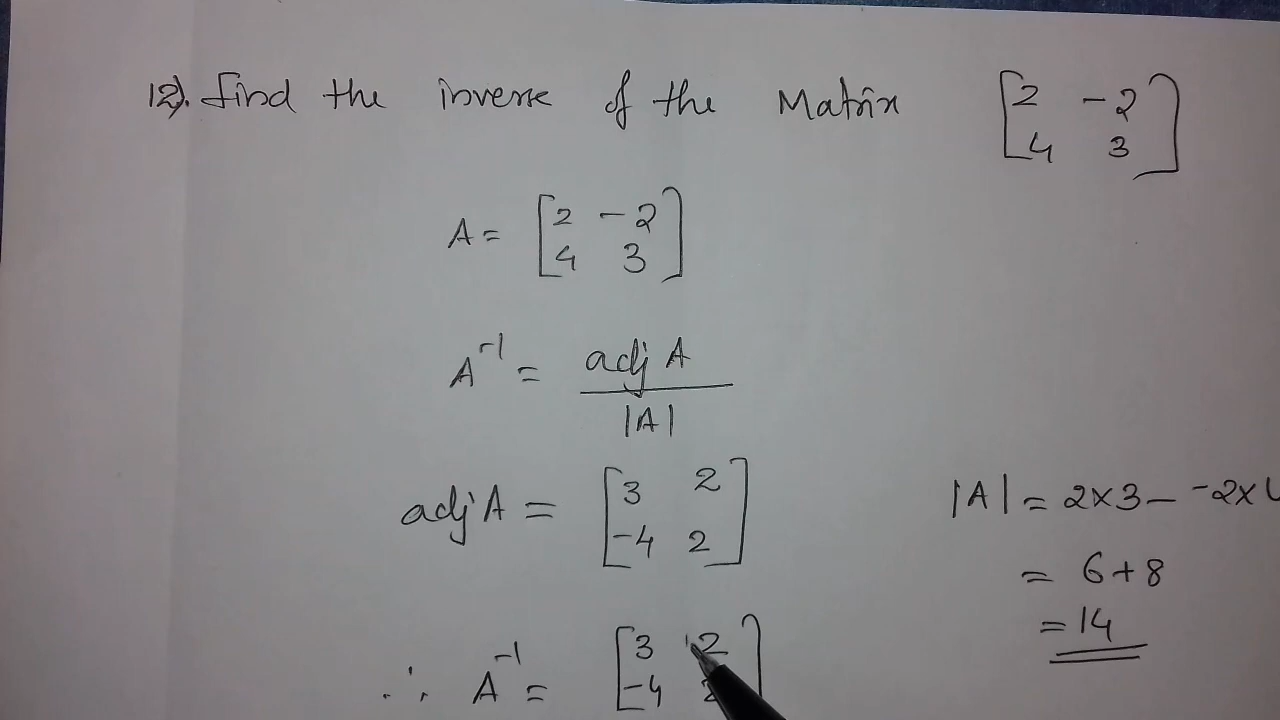 12). Find the inverse of the Matrix [2 -2
4 3]
A = [2 -2
4 3]
A⁻¹ = adj A
|A|
adj A = [3 2
-4 2]
|A| = 2×3 - -2×
= 6+8
= 14
∴ A⁻¹ = [3 2
-4 ]